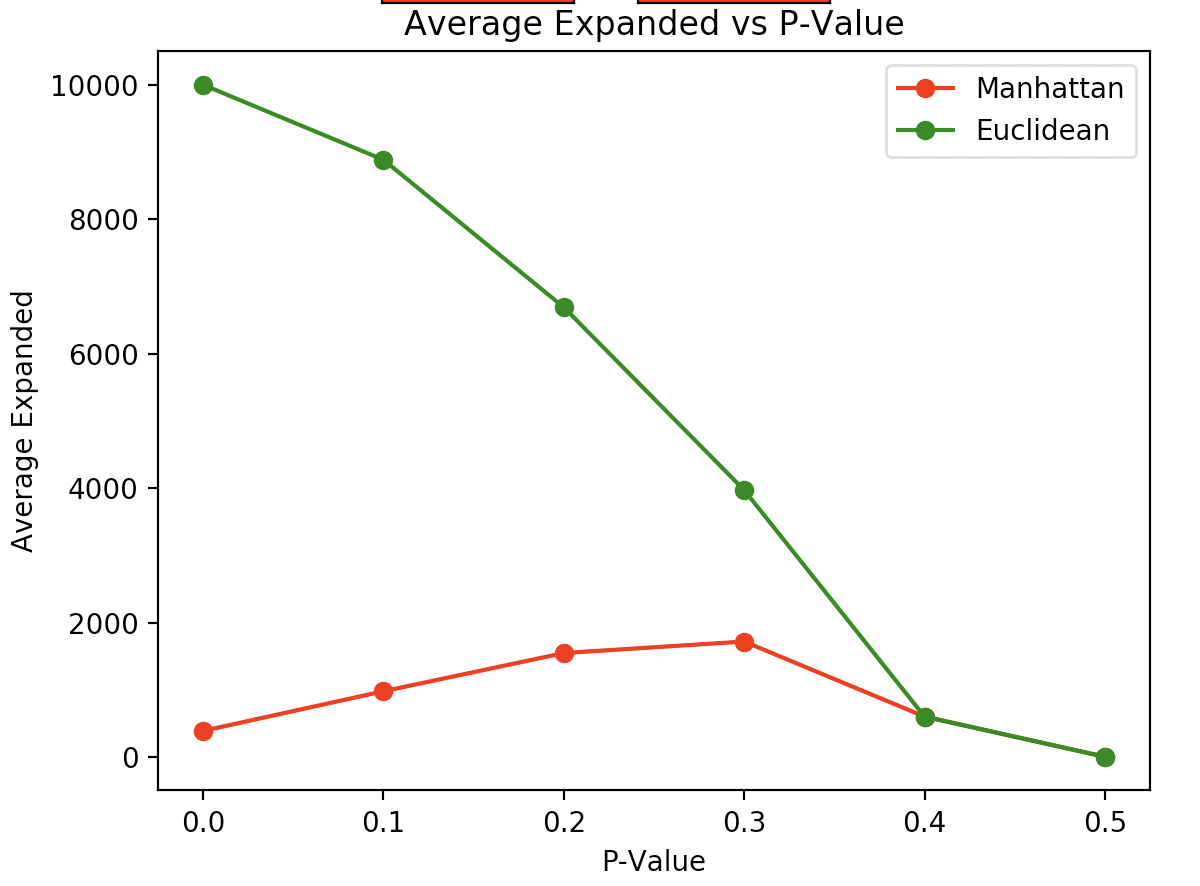 Average Expanded vs P-Value
Manhattan
Euclidean
10000
8000
6000
4000
2000
0
Average Expanded
0.0 0.1 0.2 0.3 0.4 0.5
P-Value